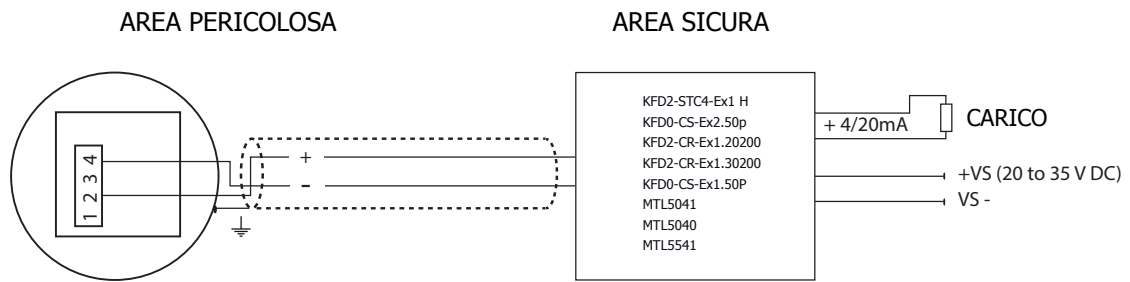 AREA PERICOLOSA
AREA SICURA
1 2 3 4
+
-
KFD2-STC4-Ex1 H
KFD0-CS-Ex2.50p
KFD2-CR-Ex1.20200
KFD2-CR-Ex1.30200
KFD0-CS-Ex1.50P
MTL5041
MTL5040
MTL5541
+ 4/20mA
CARICO
+VS (20 to 35 V DC)
VS -